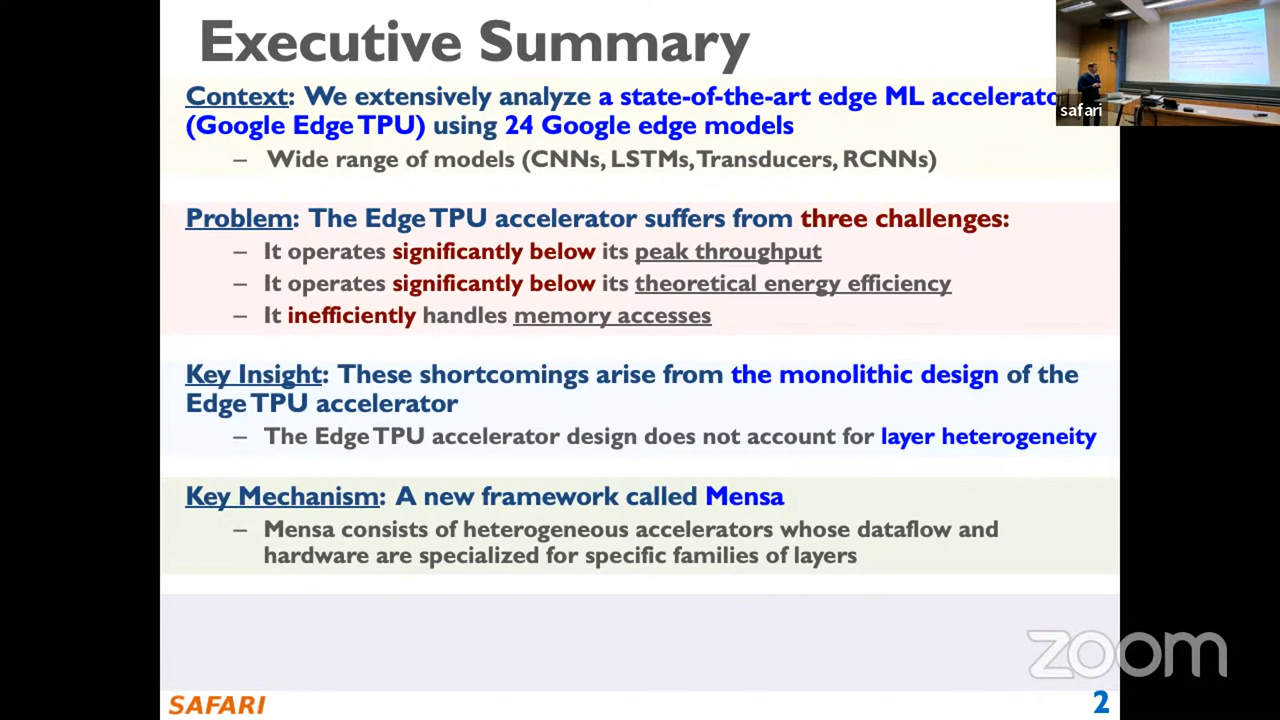 Executive Summary
Context: We extensively analyze a state-of-the-art edge ML accelerato
(Google Edge TPU) using 24 Google edge models
– Wide range of models (CNNs, LSTMs, Transducers, RCNNs)
Problem: The Edge TPU accelerator suffers from three challenges:
– It operates significantly below its peak throughput
– It operates significantly below its theoretical energy efficiency
– It inefficiently handles memory accesses
Key Insight: These shortcomings arise from the monolithic design of the
Edge TPU accelerator
– The Edge TPU accelerator design does not account for layer heterogeneity
Key Mechanism: A new framework called Mensa
– Mensa consists of heterogeneous accelerators whose dataflow and
hardware are specialized for specific families of layers
SAFARI
2
zoom
safari
Executive Summary